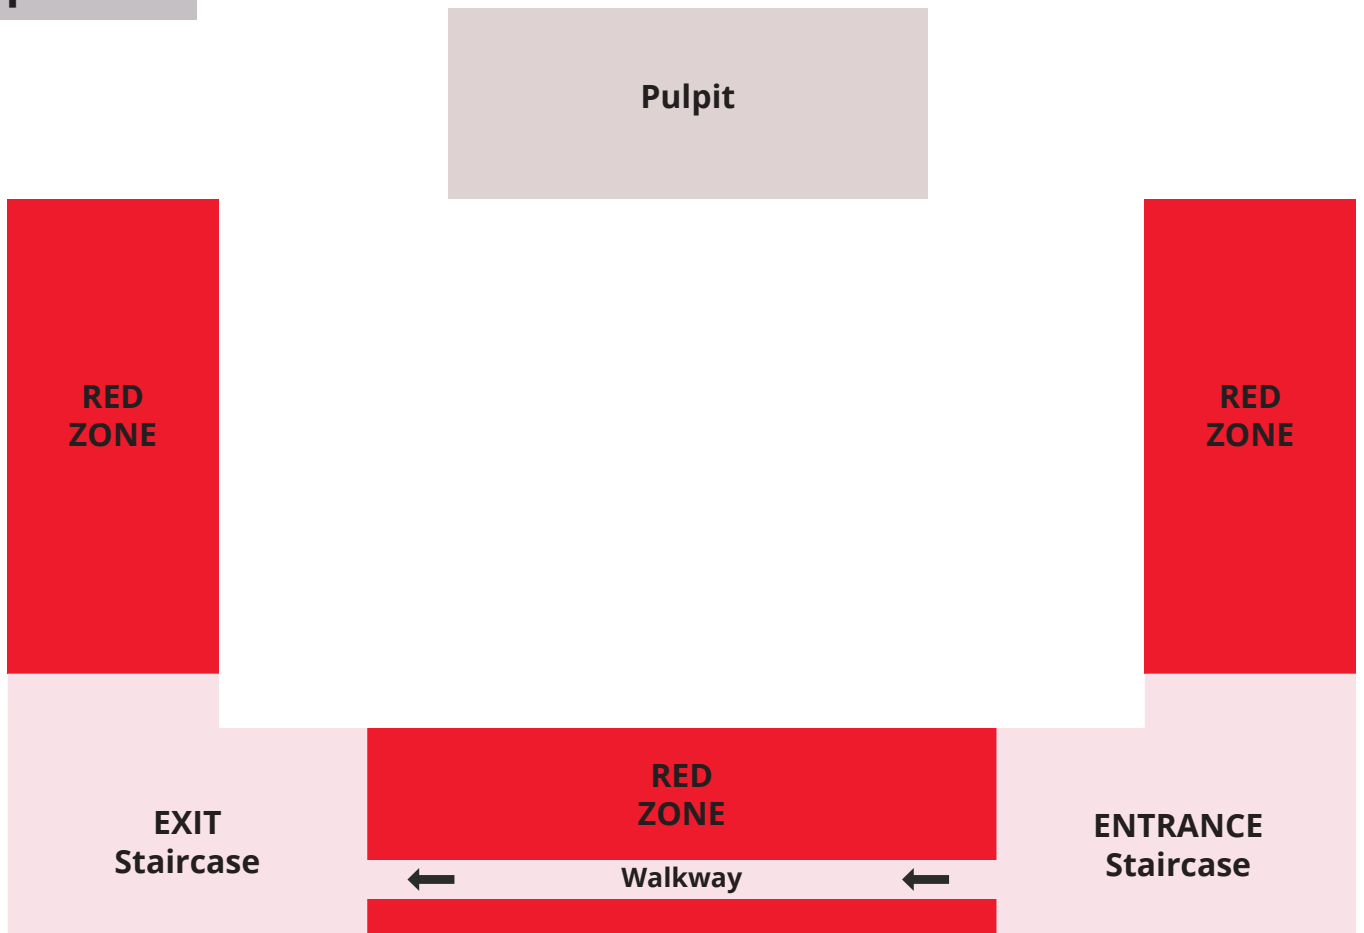 Pulpit
RED
ZONE
RED
ZONE
RED
ZONE
EXIT
Staircase
ENTRANCE
Staircase
Walkway